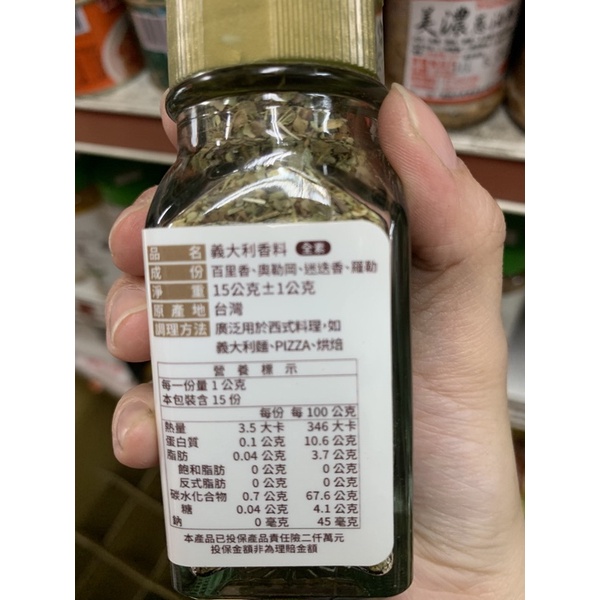 美濃
品名 義大利香料 全素
成份 百里香、奧勒岡、迷迭香、羅勒
淨重 15公克±1公克
原產地 台灣
調理方法 廣泛用於西式料理,如
義大利麵、PIZZA、烘焙
營養標示
每一份量 1 公克
本包裝含 15 份
每份 每 100 公克
熱量 3.5 大卡 346 大卡
蛋白質 0.1 公克 10.6 公克
脂肪 0.04 公克 3.7 公克
飽和脂肪 0 公克 0 公克
反式脂肪 0 公克 0 公克
碳水化合物 0.7 公克 67.6 公克
糖 0.04 公克 4.1 公克
鈉 0 毫克 45 毫克
本產品已投保產品責任險二仟萬元
投保金額非為理賠金額